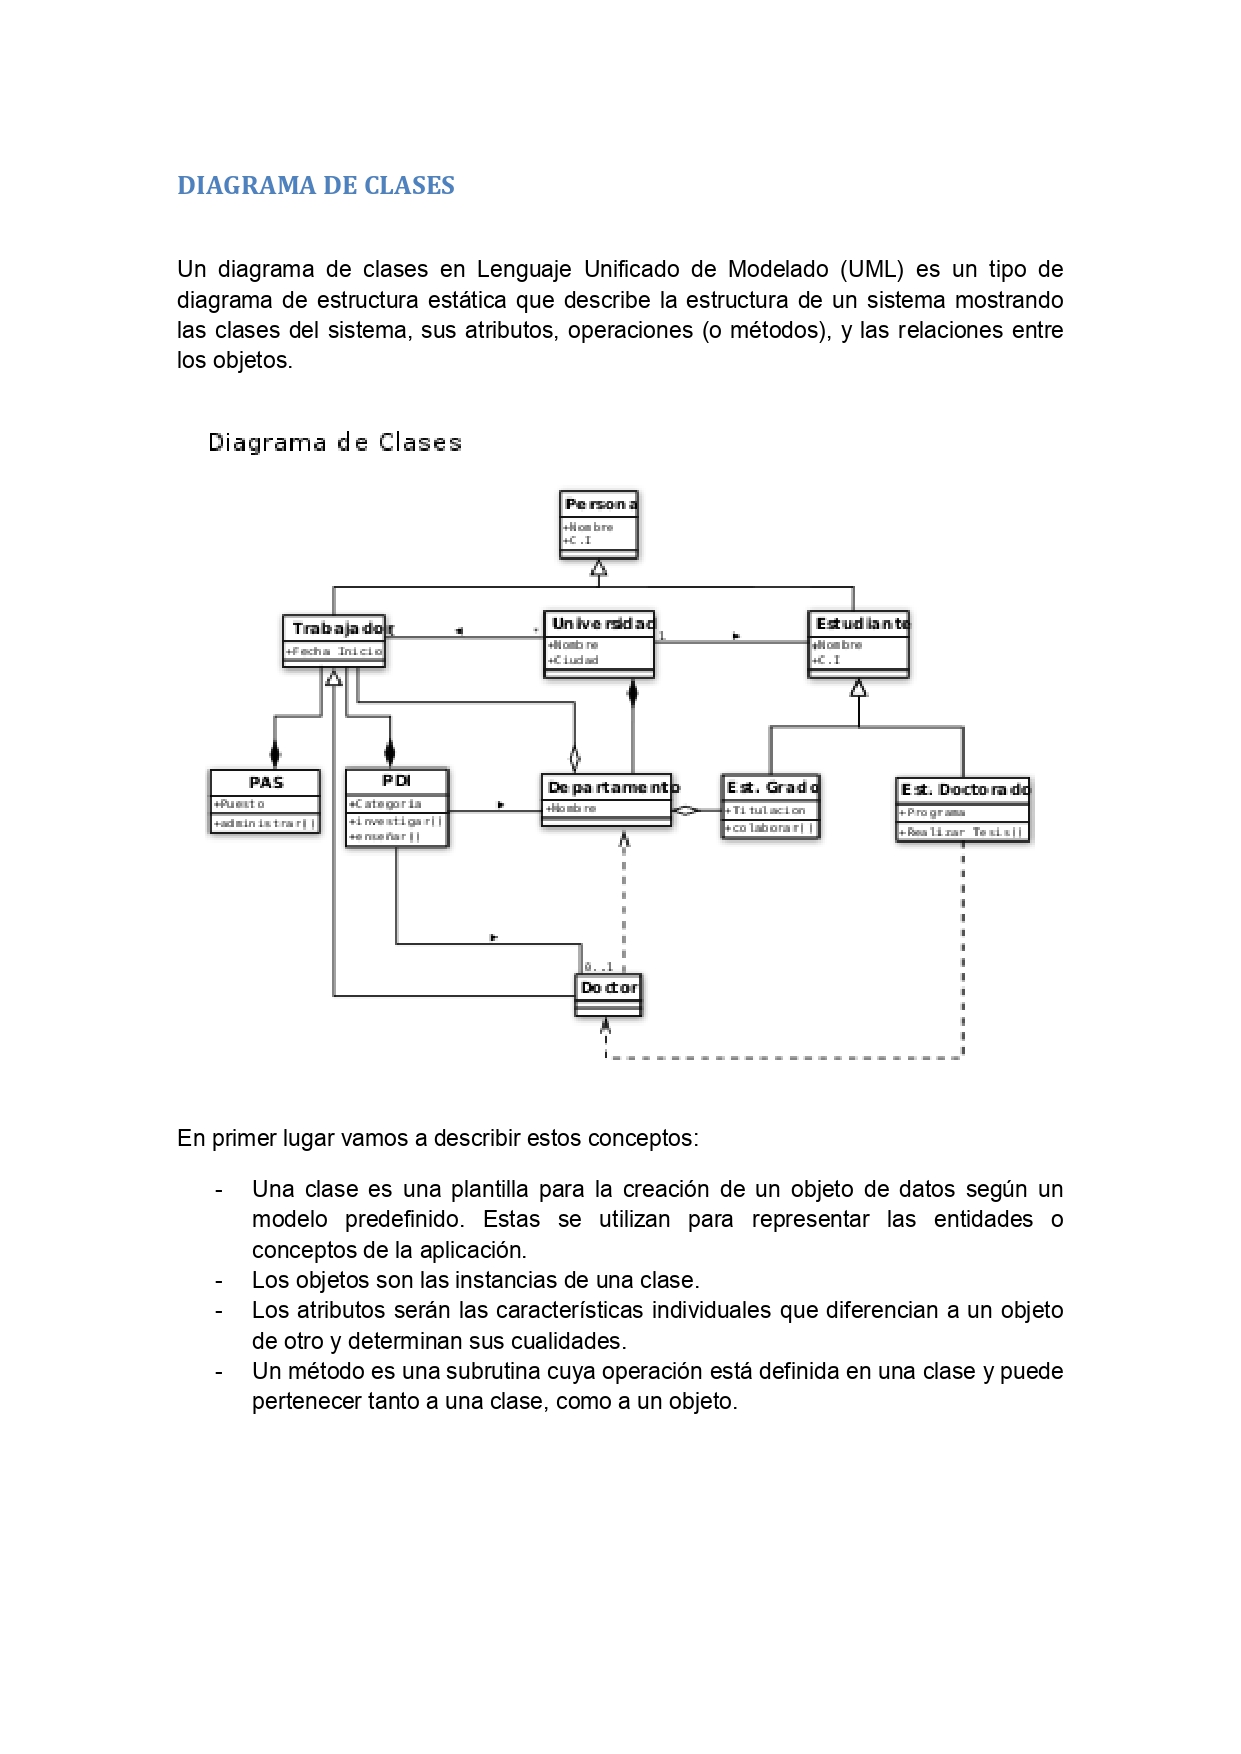 DIAGRAMA DE CLASES
Un diagrama de clases en Lenguaje Unificado de Modelado (UML) es un tipo de
diagrama de estructura estática que describe la estructura de un sistema mostrando
las clases del sistema, sus atributos, operaciones (o métodos), y las relaciones entre
los objetos.
Diagrama de Clases
Persona
+Nombre
+C.I
Trabajador
+Fecha Inicio
*
Universidad
+Nombre
+Ciudad
1
Estudiante
+Nombre
+C.I
PAS
+Puesto
+administrar()
PDI
+Categoria
+investigar()
+enseñar()
Departamento
+Nombre
Est. Grado
+Titulacion
+colaborar()
Est. Doctorado
+Programa
+Realizar Tesis()
0..1
Doctor
En primer lugar vamos a describir estos conceptos:
- Una clase es una plantilla para la creación de un objeto de datos según un
modelo predefinido. Estas se utilizan para representar las entidades o
conceptos de la aplicación.
- Los objetos son las instancias de una clase.
- Los atributos serán las características individuales que diferencian a un objeto
de otro y determinan sus cualidades.
- Un método es una subrutina cuya operación está definida en una clase y puede
pertenecer tanto a una clase, como a un objeto.